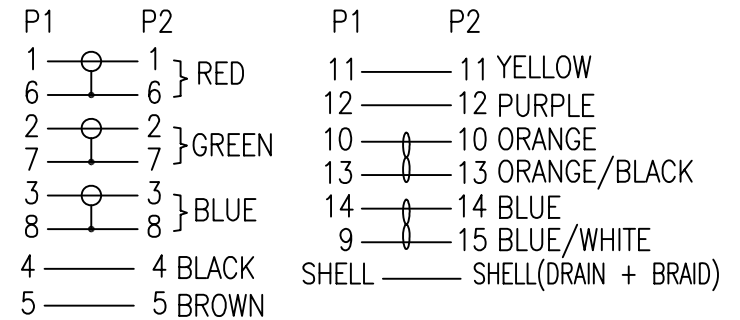 P1 P2
1 1
6 6 RED
2 2
7 7 GREEN
3 3
8 8 BLUE
4 4 BLACK
5 5 BROWN
P1 P2
11 11 YELLOW
12 12 PURPLE
10 10 ORANGE
13 13 ORANGE/BLACK
14 14 BLUE
9 15 BLUE/WHITE
SHELL SHELL(DRAIN + BRAID)